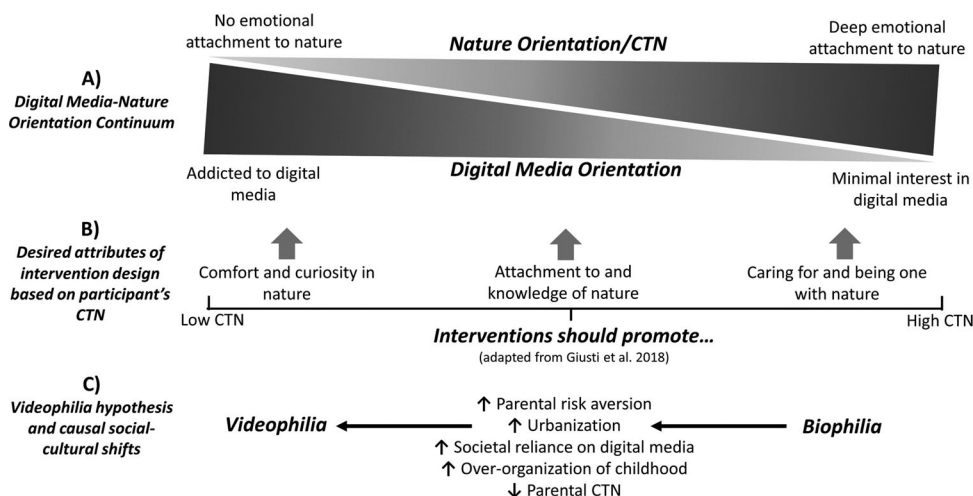 No emotional
attachment to nature
Nature Orientation/CTN
Deep emotional
attachment to nature
A)
Digital Media-Nature
Orientation Continuum
Addicted to digital
media
Digital Media Orientation
Minimal interest in
digital media
B)
Desired attributes of
intervention design
based on participant's
CTN
Comfort and curiosity in
nature
Attachment to and
knowledge of nature
Caring for and being one
with nature
Low CTN
High CTN
Interventions should promote…
(adapted from Giusti et al. 2018)
C)
Videophilia hypothesis
and causal social-
cultural shifts
Videophilia
↑ Parental risk aversion
↑ Urbanization
↑ Societal reliance on digital media
↑ Over-organization of childhood
↓ Parental CTN
Biophilia